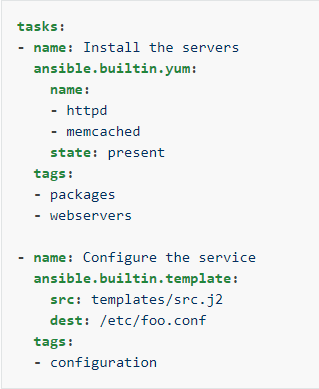 tasks:
- name: Install the servers
  ansible.builtin.yum:
    name:
    - httpd
    - memcached
    state: present
  tags:
  - packages
  - webservers

- name: Configure the service
  ansible.builtin.template:
    src: templates/src.j2
    dest: /etc/foo.conf
  tags:
  - configuration